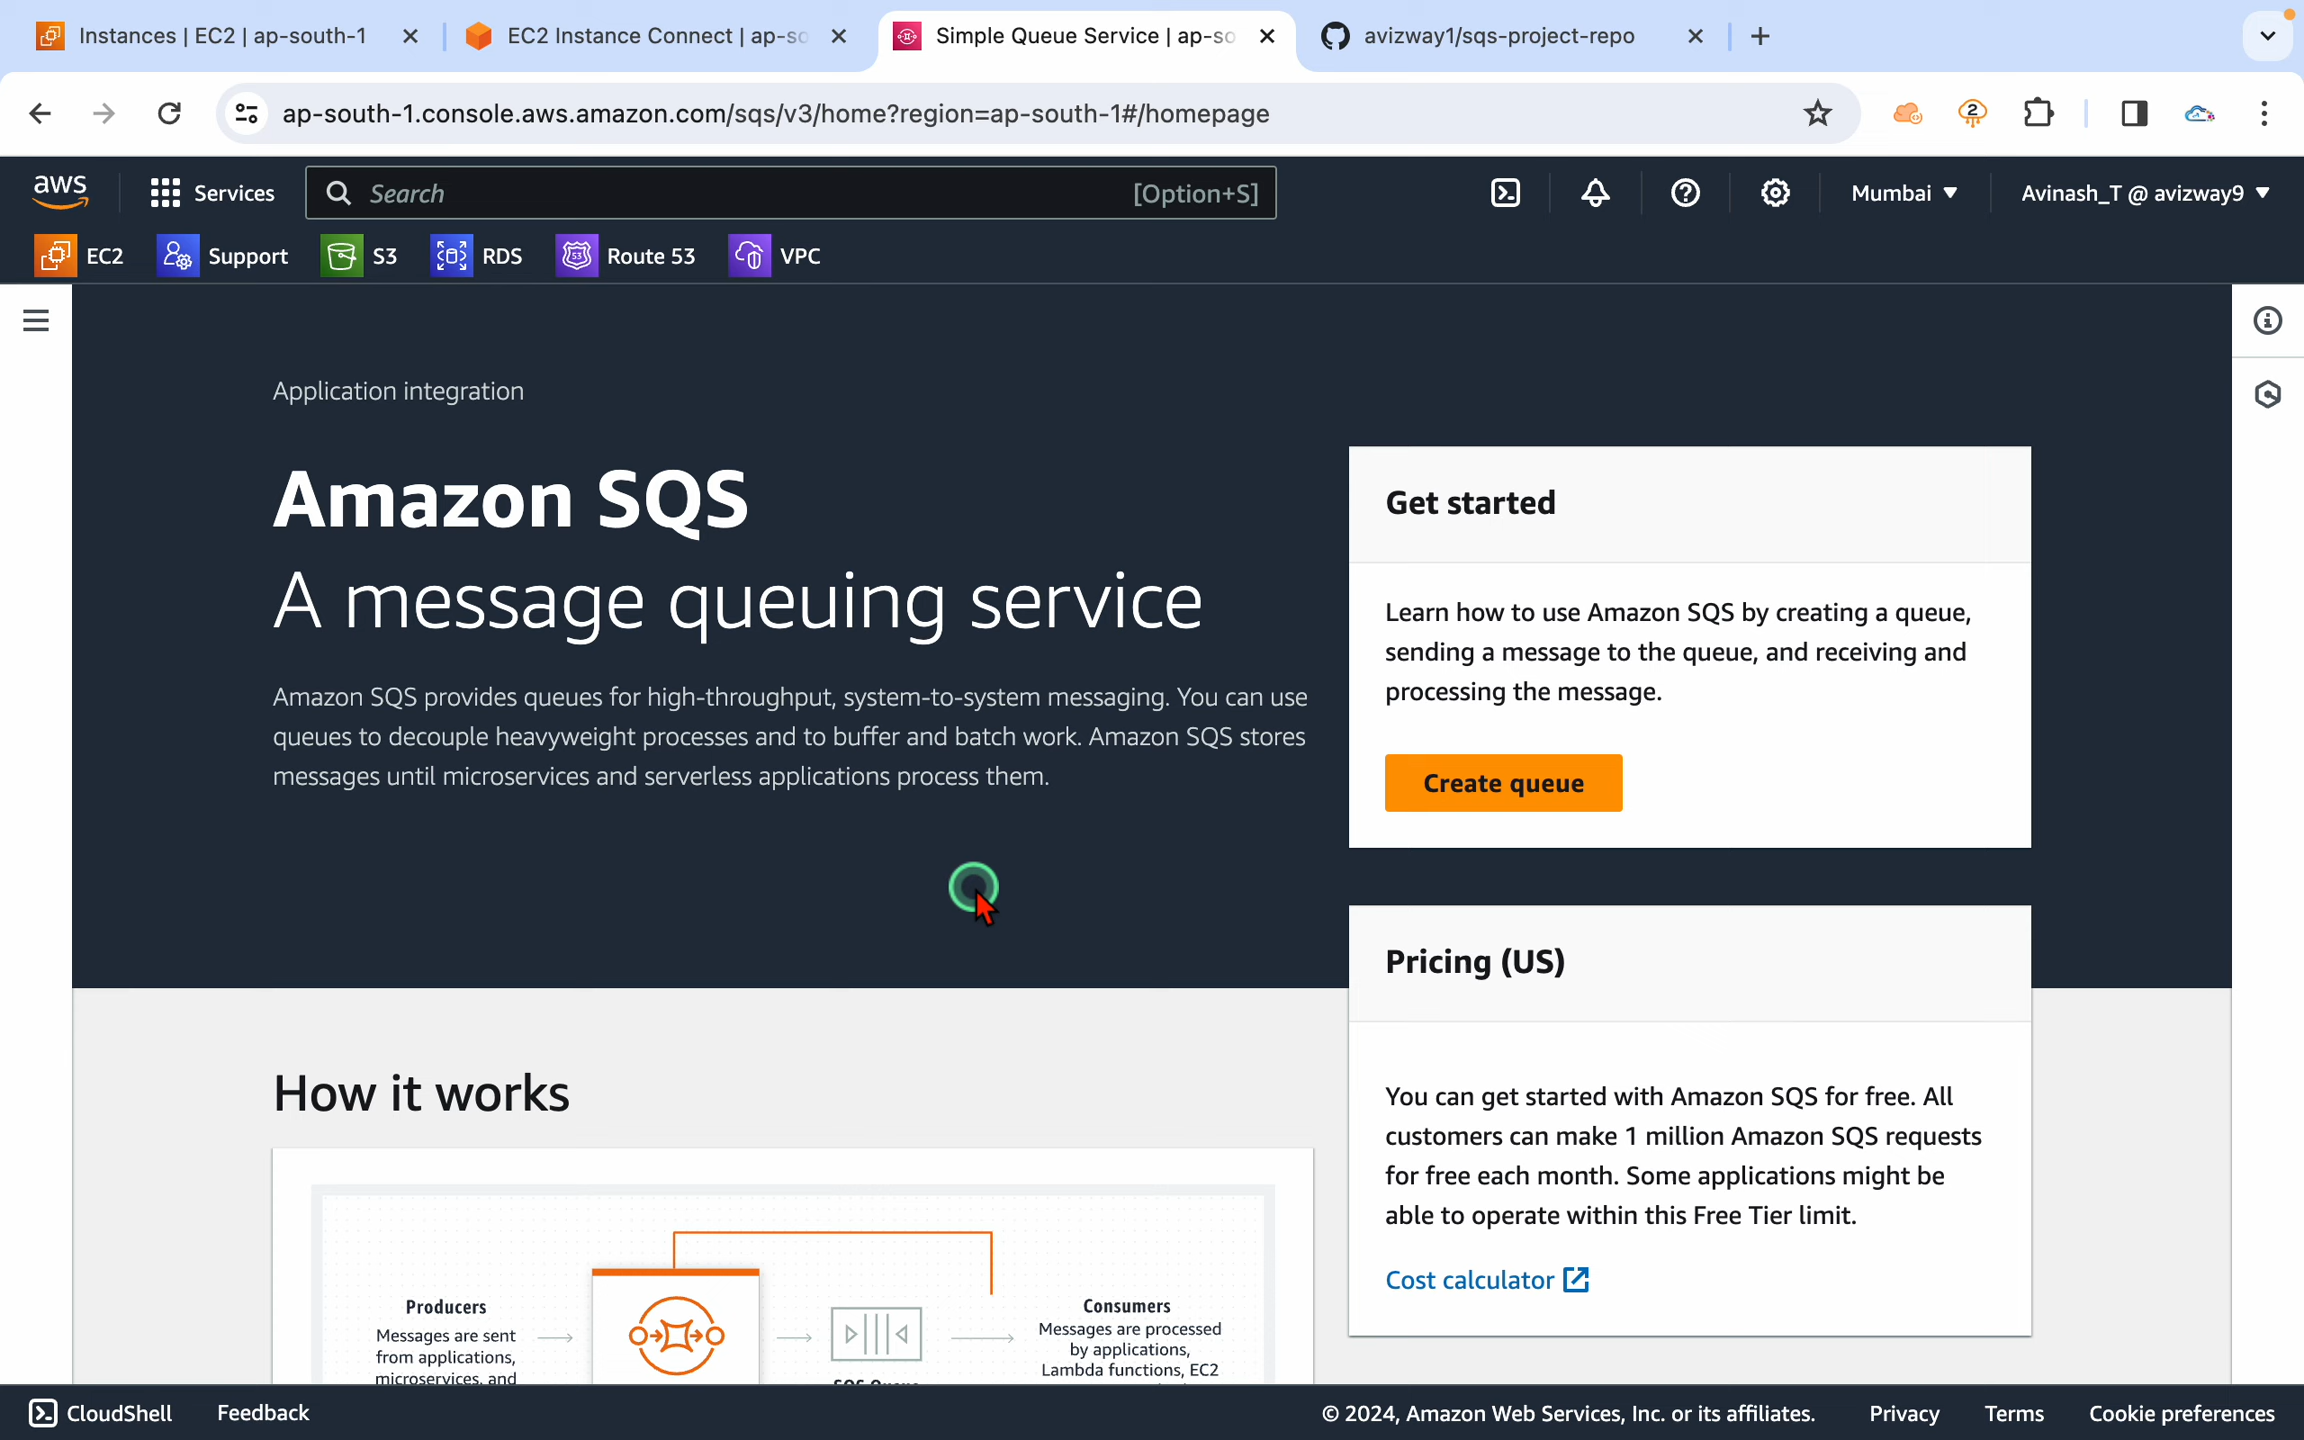 Instances | EC2 | ap-south-1
EC2 Instance Connect | ap-so
Simple Queue Service | ap-so
avizway1/sqs-project-repo
ap-south-1.console.aws.amazon.com/sqs/v3/home?region=ap-south-1#/homepage
2
aws
Services
Search
[Option+S]
Mumbai
Avinash_T @ avizway9
EC2
Support
S3
RDS
53
Route 53
VPC
Application integration
Amazon SQS
A message queuing service
Amazon SQS provides queues for high-throughput, system-to-system messaging. You can use
queues to decouple heavyweight processes and to buffer and batch work. Amazon SQS stores
messages until microservices and serverless applications process them.
Get started
Learn how to use Amazon SQS by creating a queue,
sending a message to the queue, and receiving and
processing the message.
Create queue
Pricing (US)
You can get started with Amazon SQS for free. All
customers can make 1 million Amazon SQS requests
for free each month. Some applications might be
able to operate within this Free Tier limit.
Cost calculator
How it works
Producers
Messages are sent
from applications,
microservices, and
SQS Queue
Consumers
Messages are processed
by applications,
Lambda functions, EC2
CloudShell
Feedback
© 2024, Amazon Web Services, Inc. or its affiliates.
Privacy
Terms
Cookie preferences